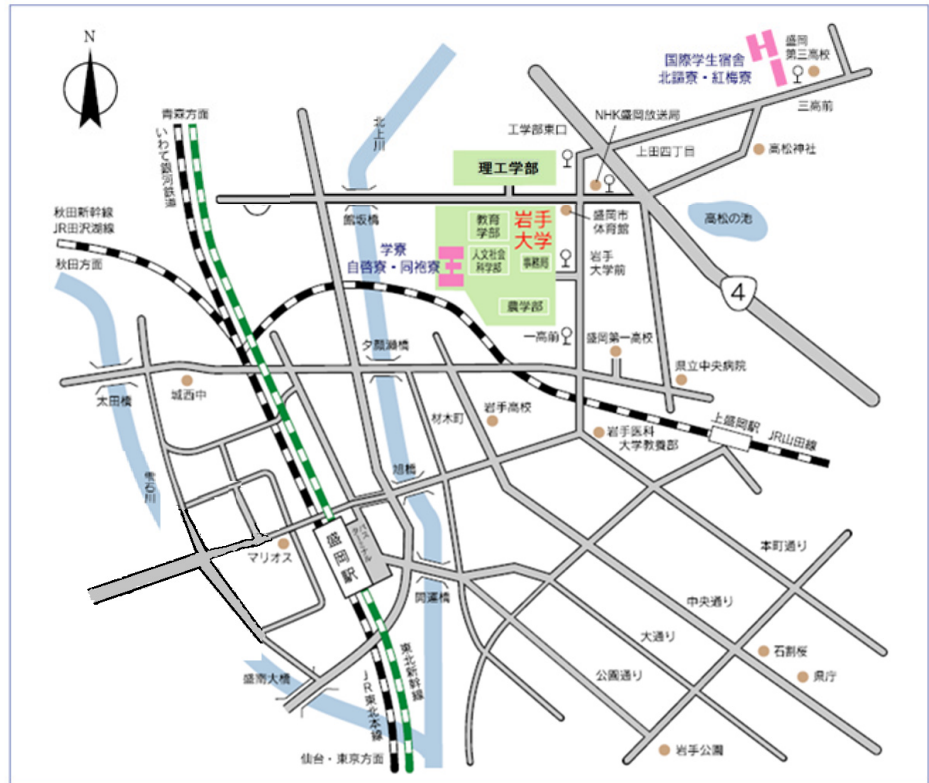 N
青森方面
いわて銀河鉄道
北上川
国際学生宿舎
北謳寮・紅梅寮
盛岡
第三高校
三高前
NHK盛岡放送局
工学部東口
上田四丁目
高松神社
理工学部
秋田新幹線
JR田沢湖線
秋田方面
館坂橋
教育
学部
岩手
大学
盛岡市
体育館
高松の池
学寮
自啓寮・同袍寮
人文社会
科学部
事務局
岩手
大学前
4
農学部
一高前
盛岡第一高校
夕顔瀬橋
県立中央病院
太田橋
城西中
材木町
岩手高校
上盛岡駅
JR山田線
岩手医科
大学教養部
旭橋
雫石川
マリオス
盛岡駅
バスターミナル
開運橋
本町通り
中央通り
大通り
石割桜
公園通り
県庁
盛南大橋
東北新幹線
JR東北本線
仙台・東京方面
岩手公園